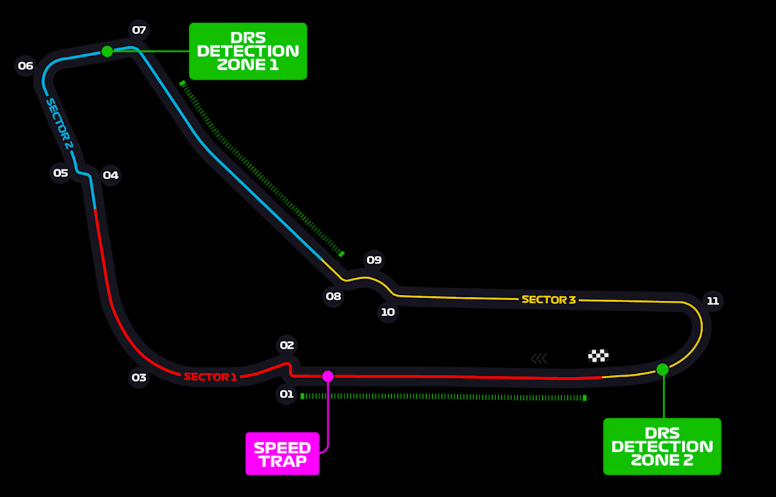 07
DRS
DETECTION
ZONE 1
06
SECTOR 2
05
04
09
08
10
SECTOR 3
11
02
03
SECTOR 1
01
SPEED
TRAP
DRS
DETECTION
ZONE 2